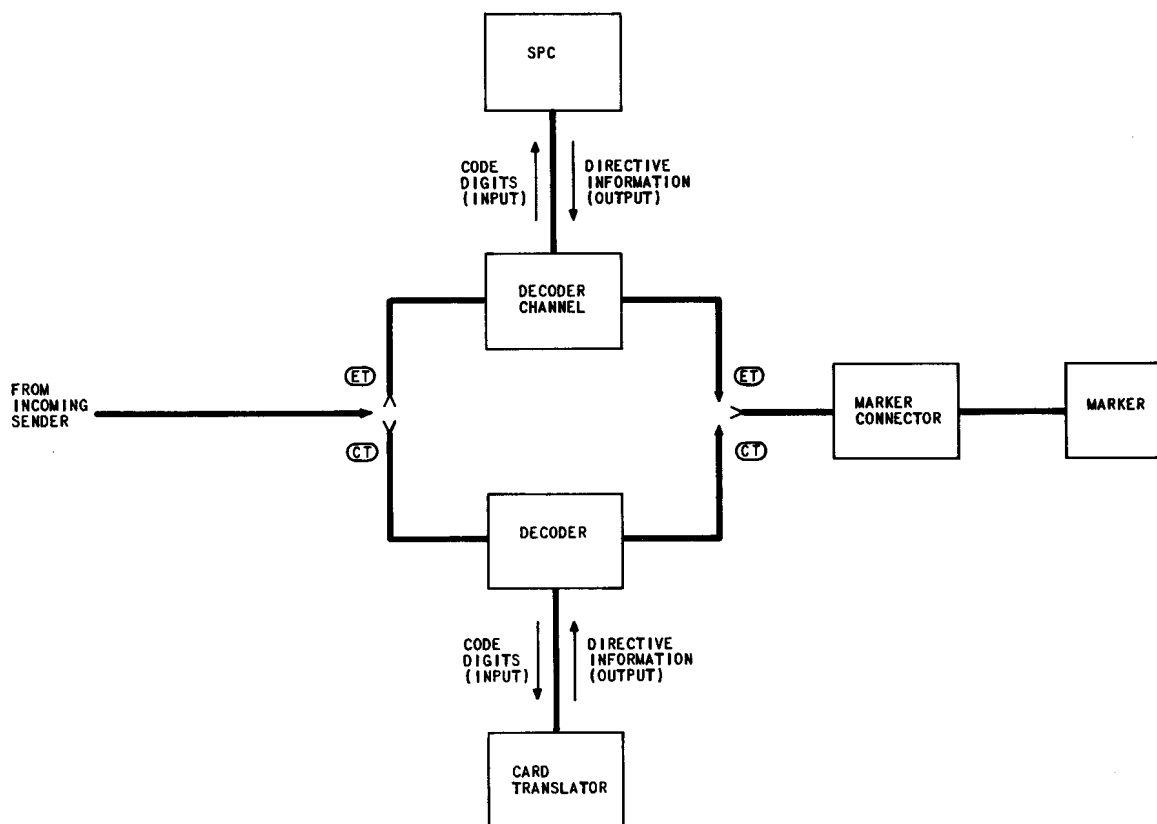 SPC
CODE
DIGITS
(INPUT)
DIRECTIVE
INFORMATION
(OUTPUT)
DECODER
CHANNEL
ET
ET
FROM
INCOMING
SENDER
MARKER
CONNECTOR
MARKER
CT
CT
DECODER
CODE
DIGITS
(INPUT)
DIRECTIVE
INFORMATION
(OUTPUT)
CARD
TRANSLATOR